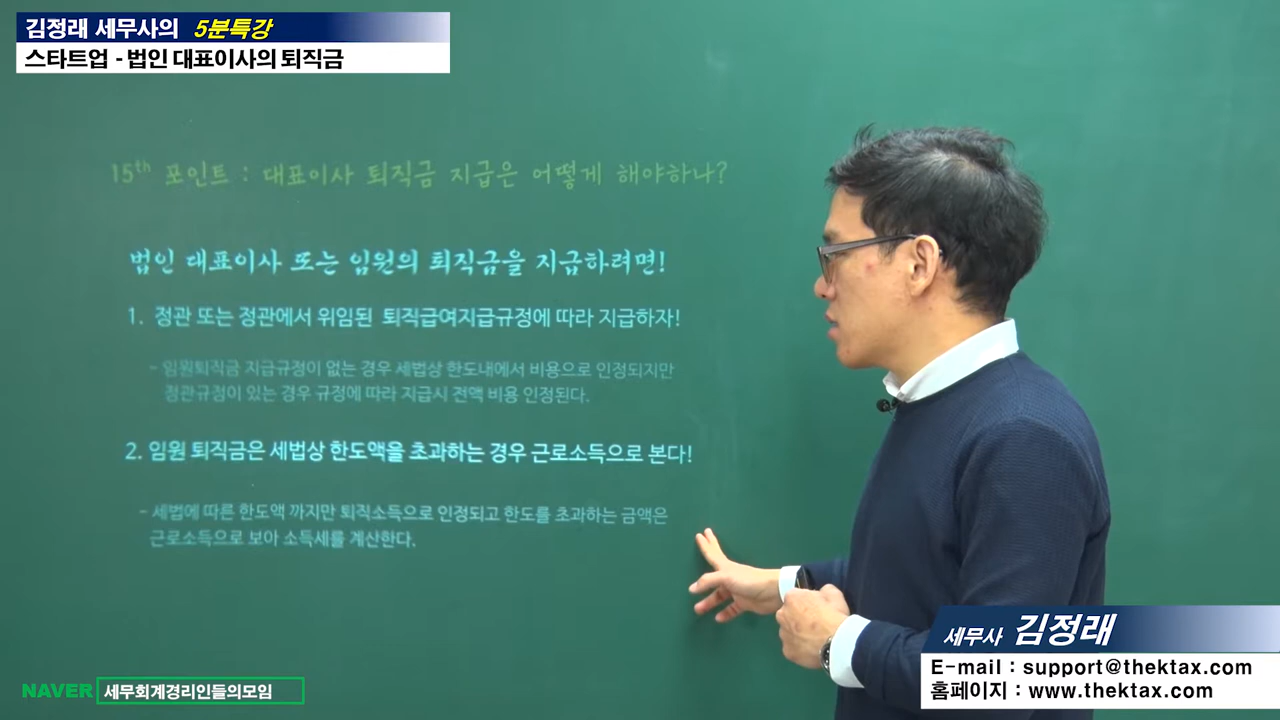 김정래 세무사의 5분특강
스타트업 - 법인 대표이사의 퇴직금
15th 포인트 : 대표이사 퇴직금 지급은 어떻게 해야하나?
법인 대표이사 또는 임원의 퇴직금을 지급하려면!
1. 정관 또는 정관에서 위임된 퇴직급여지급규정에 따라 지급하자!
- 임원퇴직금 지급규정이 없는 경우 세법상 한도내에서 비용으로 인정되지만
정관규정이 있는 경우 규정에 따라 지급시 전액 비용 인정된다.
2. 임원 퇴직금은 세법상 한도액을 초과하는 경우 근로소득으로 본다!
- 세법에 따른 한도액 까지만 퇴직소득으로 인정되고 한도를 초과하는 금액은
근로소득으로 보아 소득세를 계산한다.
세무사 김정래
E-mail : support@thektax.com
홈페이지 : www.thektax.com
NAVER 세무회계경리인들의모임